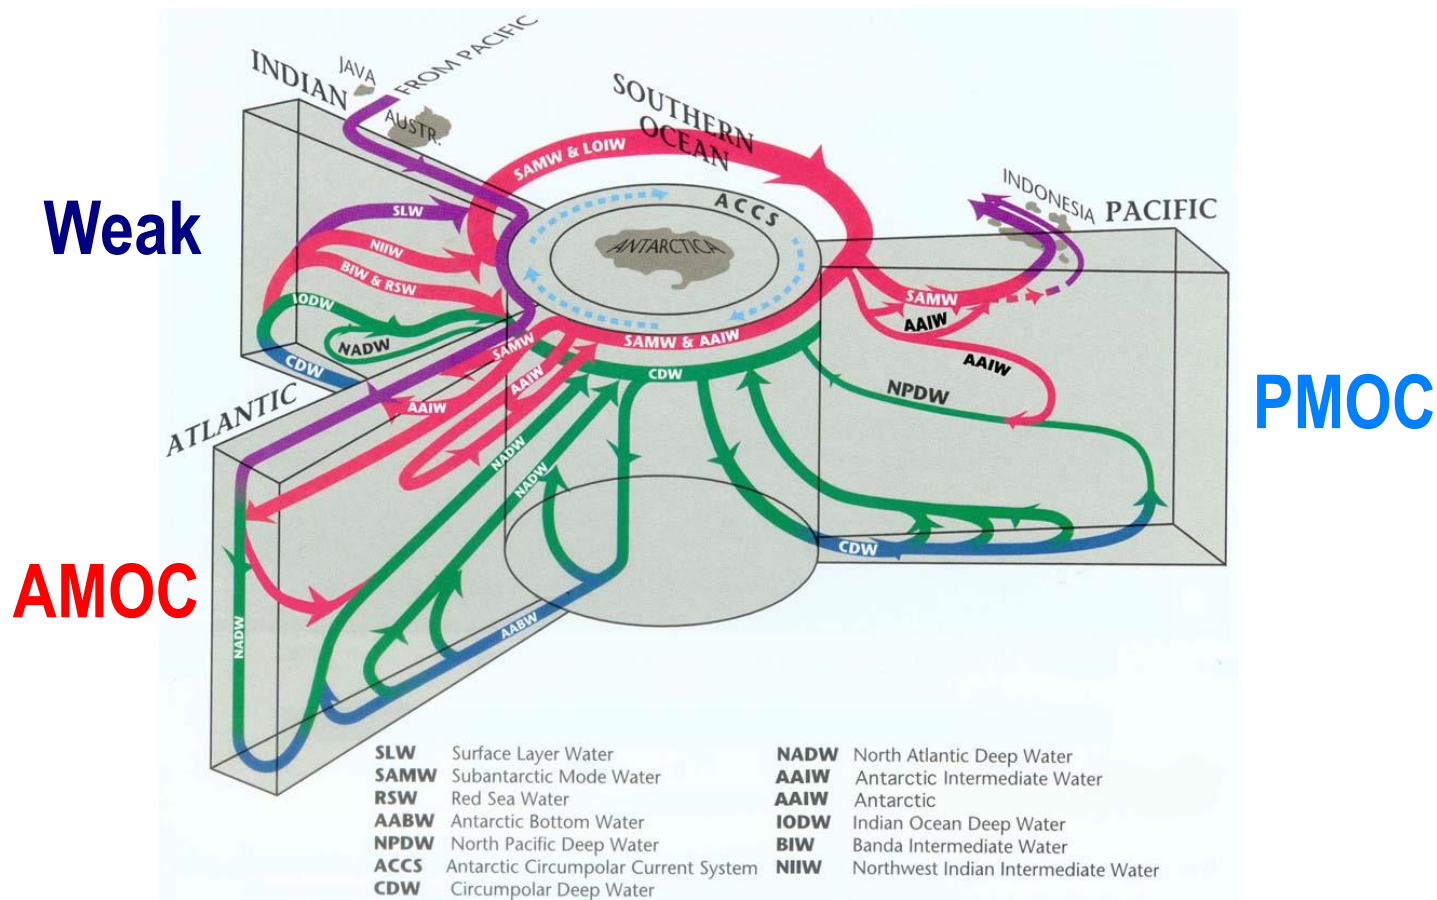 FROM PACIFIC
JAVA
INDIAN
AUSTR.
SOUTHERN
OCEAN
SAMW & LOIW
ACCS
ANTARCTICA
INDONESIA
PACIFIC
Weak
SLW
NIIW
BIW & RSW
IODW
NADW
CDW
SAMW
SAMW & AAIW
CDW
SAMW
AAIW
AAIW
NPDW
AAIW
AAIW
ATLANTIC
PMOC
NADW
NADW
CDW
AMOC
AABW
NADW
SLW Surface Layer Water
SAMW Subantarctic Mode Water
RSW Red Sea Water
AABW Antarctic Bottom Water
NPDW North Pacific Deep Water
ACCS Antarctic Circumpolar Current System
CDW Circumpolar Deep Water
NADW North Atlantic Deep Water
AAIW Antarctic Intermediate Water
AAIW Antarctic
IODW Indian Ocean Deep Water
BIW Banda Intermediate Water
NIIW Northwest Indian Intermediate Water